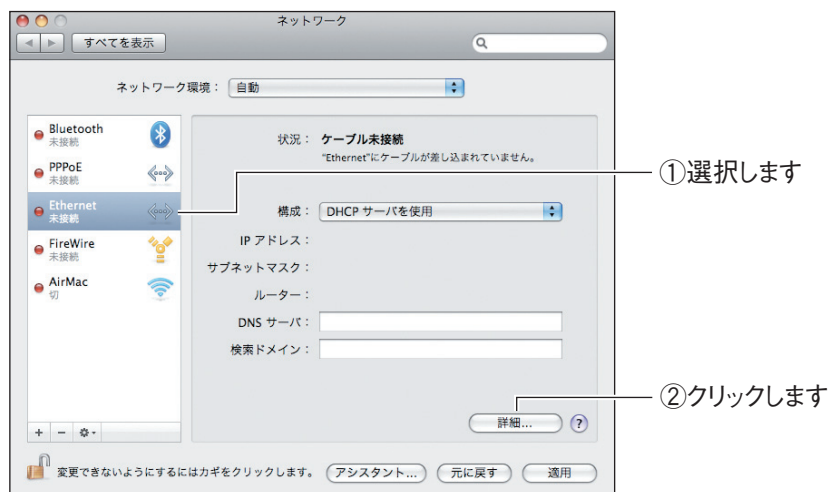 ネットワーク
すべてを表示
ネットワーク環境： 自動
Bluetooth
未接続
PPPoE
未接続
Ethernet
未接続
FireWire
未接続
AirMac
切
状況： ケーブル未接続
"Ethernet"にケーブルが差し込まれていません。
構成： DHCP サーバを使用
IP アドレス：
サブネットマスク：
ルーター：
DNS サーバ：
検索ドメイン：
詳細... ?
変更できないようにするにはカギをクリックします。 アシスタント... 元に戻す 適用
①選択します
②クリックします